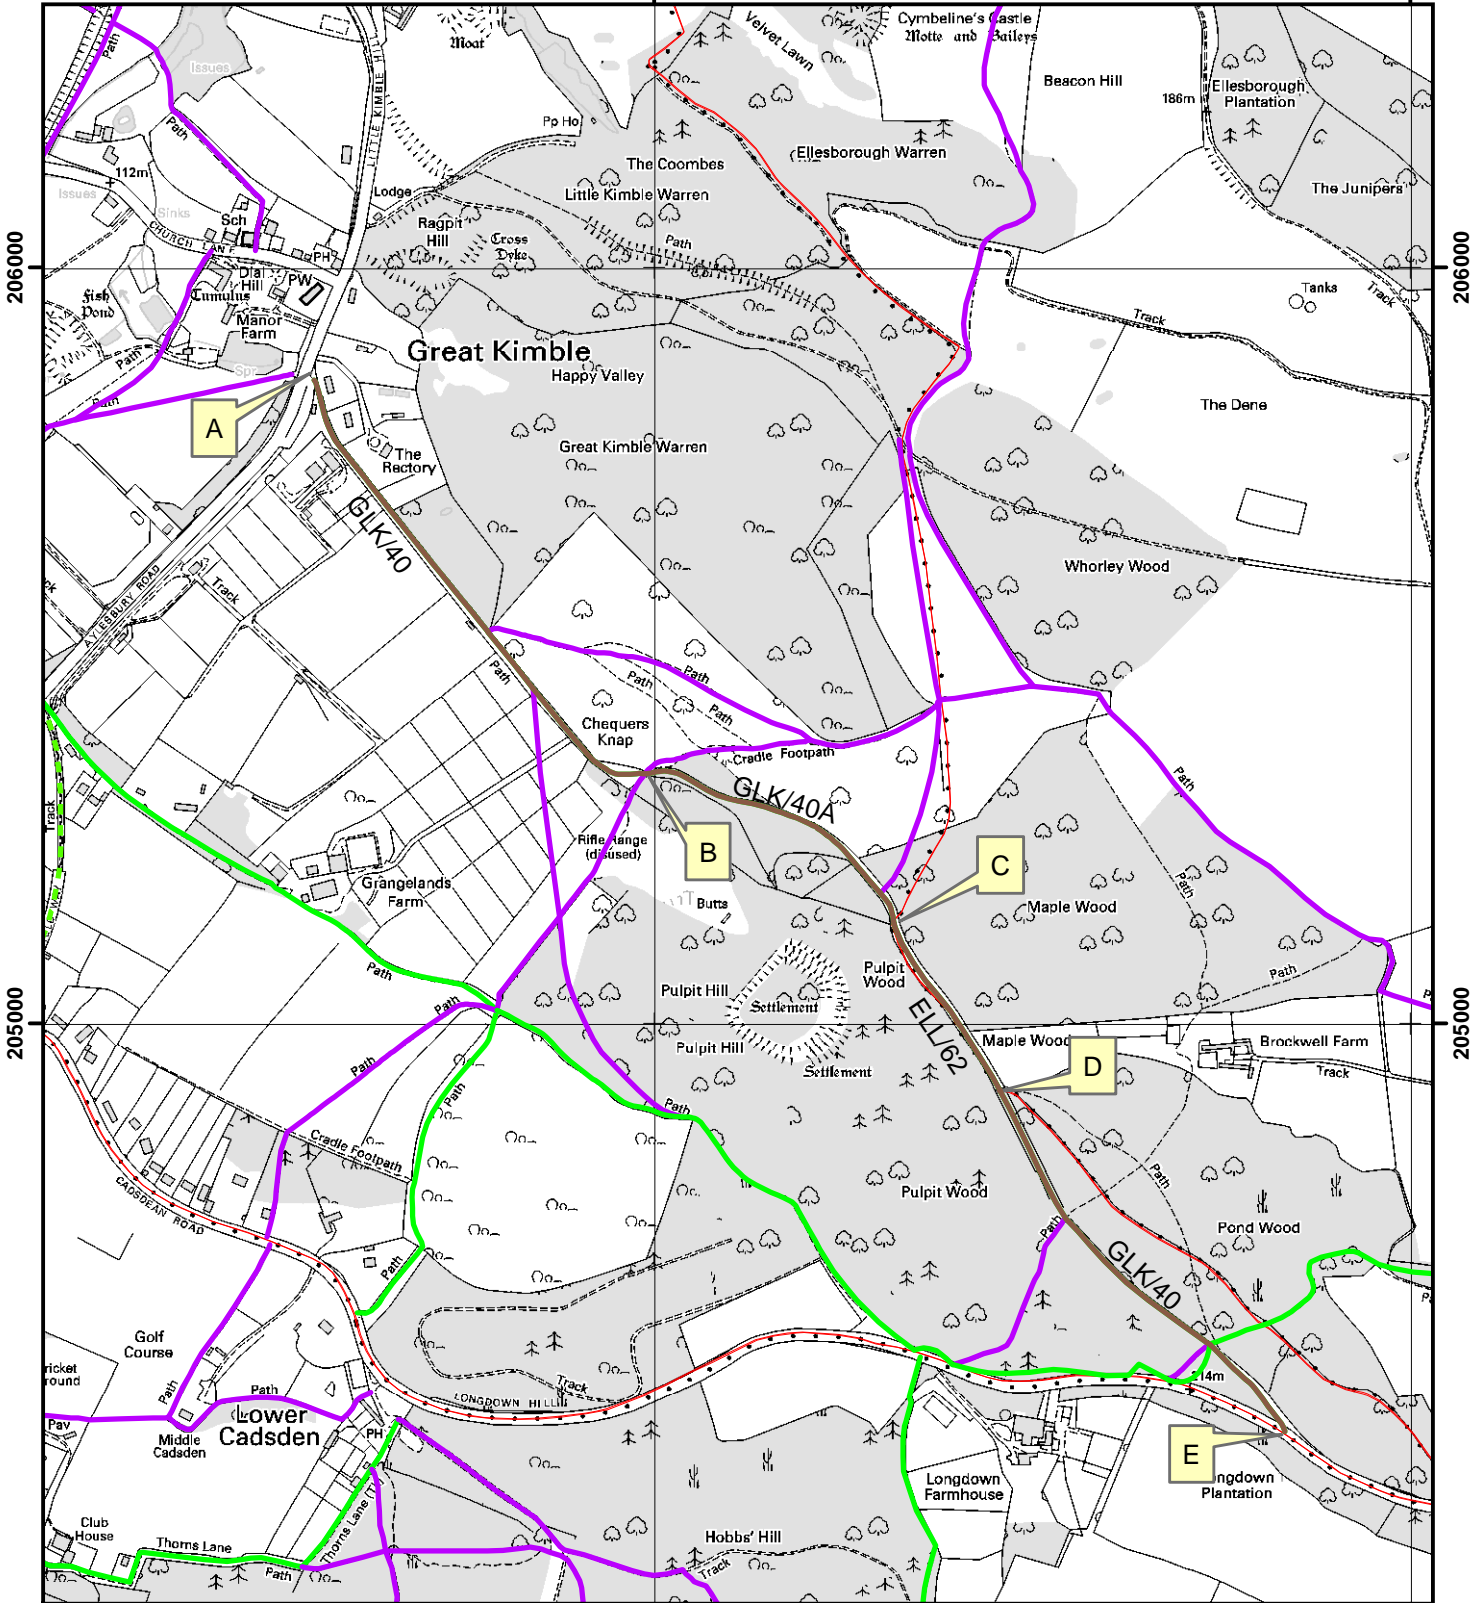 Path
Issues
Moat
LITTLE KIMBLE HILL
Velvet Lawn
Cymbeline's Castle
Motte and Baileys
Beacon Hill
186m
Ellesborough
Plantation
Path
Pp Ho
The Coombes
Ellesborough Warren
112m
Issues
Sinks
Sch
Lodge
Little Kimble Warren
The Junipers
CHURCH LANE
Ragpit
Hill
Cross
Dyke
Path
206000
206000
PH
Dial
Hill
PW
Tumulus
Fish
Pond
Manor
Farm
Tanks
Track
Track
Path
Spr
Great Kimble
Happy Valley
Path
A
The Dene
The
Rectory
Great Kimble Warren
GLK/40
AYLESBURY ROAD
Track
Whorley Wood
Path
Path
Path
Path
Chequers
Knap
Cradle Footpath
Path
GLK/40A
Track
Rifle Range
(disused)
B
C
Grangelands
Farm
Butts
Maple Wood
Path
Path
Pulpit
Wood
Path
Path
Pulpit Hill
Settlement
205000
205000
ELL/62
Pulpit Hill
Settlement
Maple Wood
Brockwell Farm
Track
D
Path
Path
Path
Cradle Footpath
Path
Pulpit Wood
CADSDEAN ROAD
Path
Pond Wood
Path
GLK/40
Golf
Course
Track
LONGDOWN HILL
Path
Path
Pav
Middle
Cadsden
Lower
Cadsden
PH
E
Longdown
Farmhouse
Plantation
Club
House
Thorns Lane
Thorns Lane
Path
Hobbs' Hill
Track